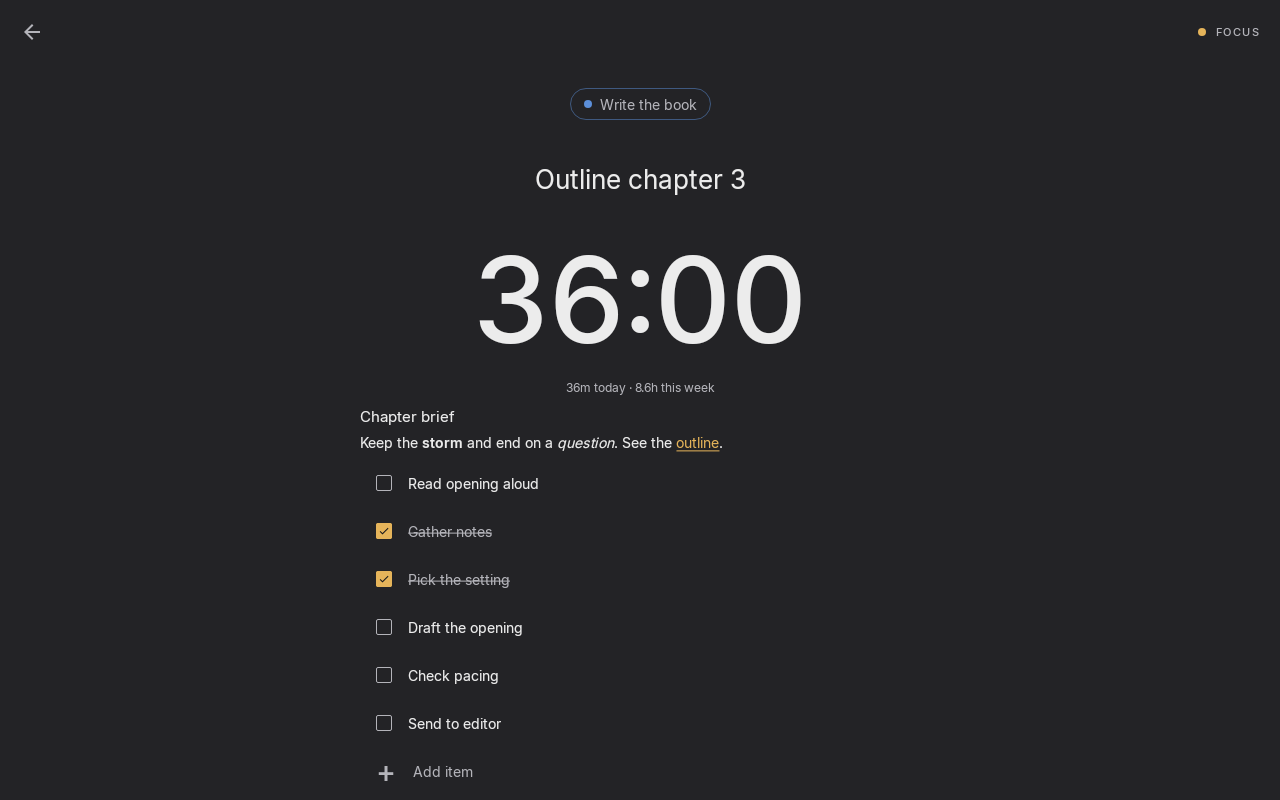 FOCUS
Write the book
Outline chapter 3
36:00
36m today · 8.6h this week
Chapter brief
Keep the storm and end on a question. See the outline.
Read opening aloud
Gather notes
Pick the setting
Draft the opening
Check pacing
Send to editor
Add item